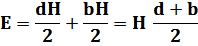 E = dH/2 + bH/2 = H (d + b)/2